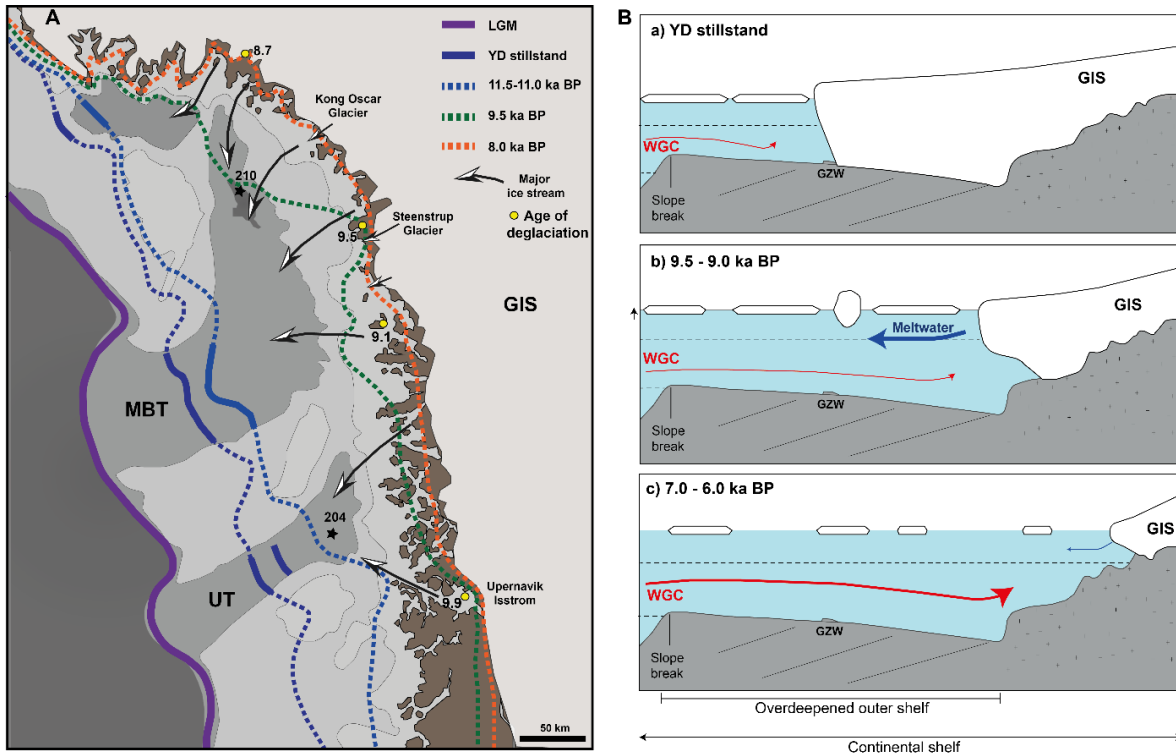 A
LGM
YD stillstand
11.5-11.0 ka BP
9.5 ka BP
8.0 ka BP
Major
ice stream
Age of
deglaciation
8.7
Kong Oscar
Glacier
210
Steenstrup
Glacier
9.5
GIS
9.1
MBT
204
UT
Upernavik
Isstrom
9.9
50 km
B
a) YD stillstand
GIS
WGC
GZW
Slope
break
b) 9.5 - 9.0 ka BP
GIS
Meltwater
WGC
GZW
Slope
break
c) 7.0 - 6.0 ka BP
GIS
WGC
GZW
Slope
break
Overdeepened outer shelf
Continental shelf